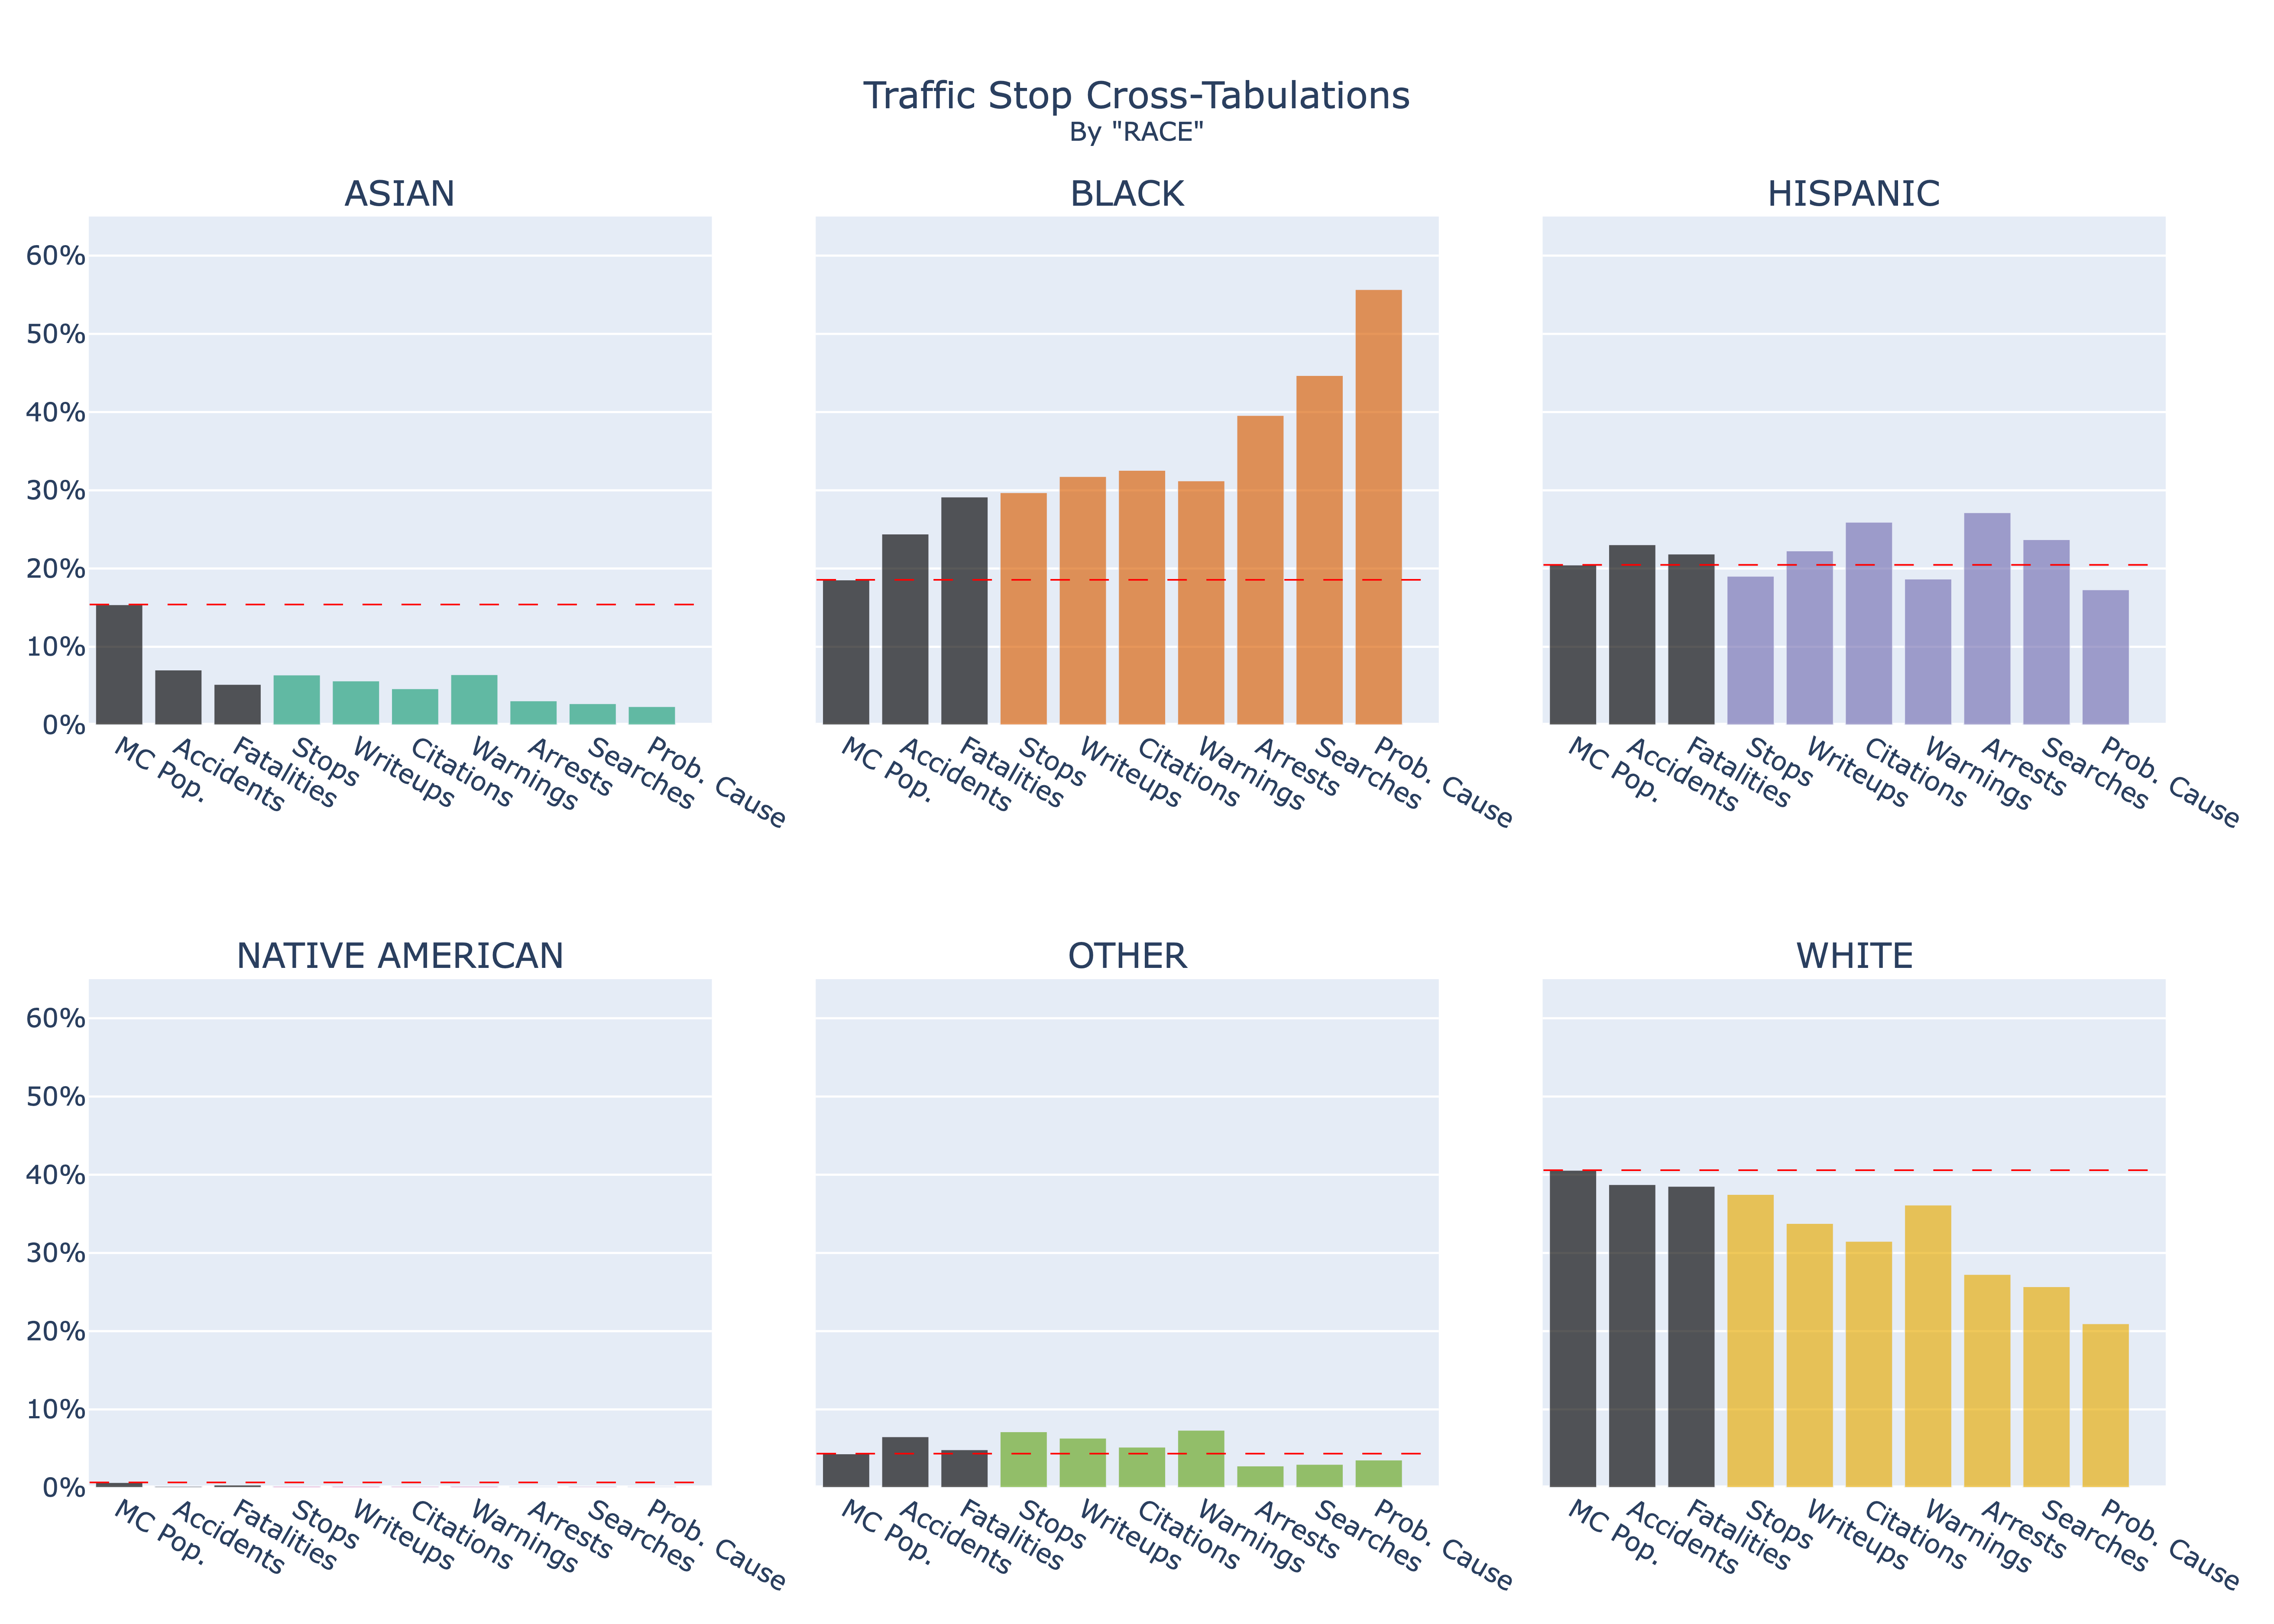 Traffic Stop Cross-Tabulations
By "RACE"
ASIAN
BLACK
HISPANIC
60%
50%
40%
30%
20%
10%
0%
MC Pop.
Accidents
Fatalities
Stops
Writeups
Citations
Warnings
Arrests
Searches
Prob. Cause
MC Pop.
Accidents
Fatalities
Stops
Writeups
Citations
Warnings
Arrests
Searches
Prob. Cause
MC Pop.
Accidents
Fatalities
Stops
Writeups
Citations
Warnings
Arrests
Searches
Prob. Cause
NATIVE AMERICAN
OTHER
WHITE
60%
50%
40%
30%
20%
10%
0%
MC Pop.
Accidents
Fatalities
Stops
Writeups
Citations
Warnings
Arrests
Searches
Prob. Cause
MC Pop.
Accidents
Fatalities
Stops
Writeups
Citations
Warnings
Arrests
Searches
Prob. Cause
MC Pop.
Accidents
Fatalities
Stops
Writeups
Citations
Warnings
Arrests
Searches
Prob. Cause